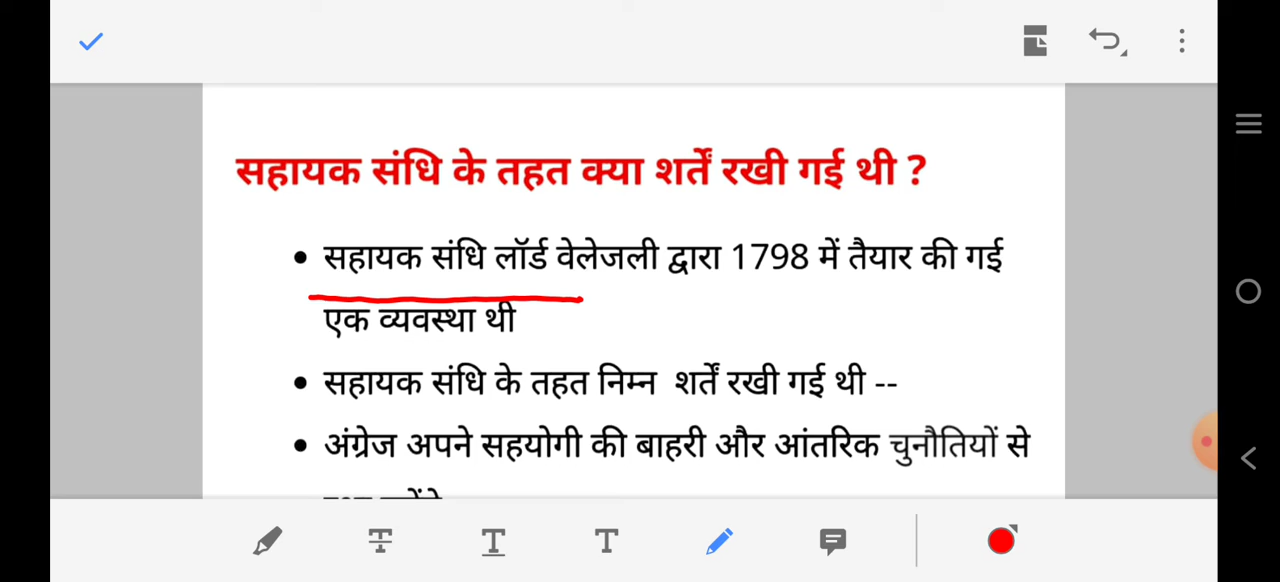 सहायक संधि के तहत क्या शर्तें रखी गई थी ?
• सहायक संधि लॉर्ड वेलेजली द्वारा 1798 में तैयार की गई
एक व्यवस्था थी
• सहायक संधि के तहत निम्न शर्तें रखी गई थी --
• अंग्रेज अपने सहयोगी की बाहरी और आंतरिक चुनौतियों से